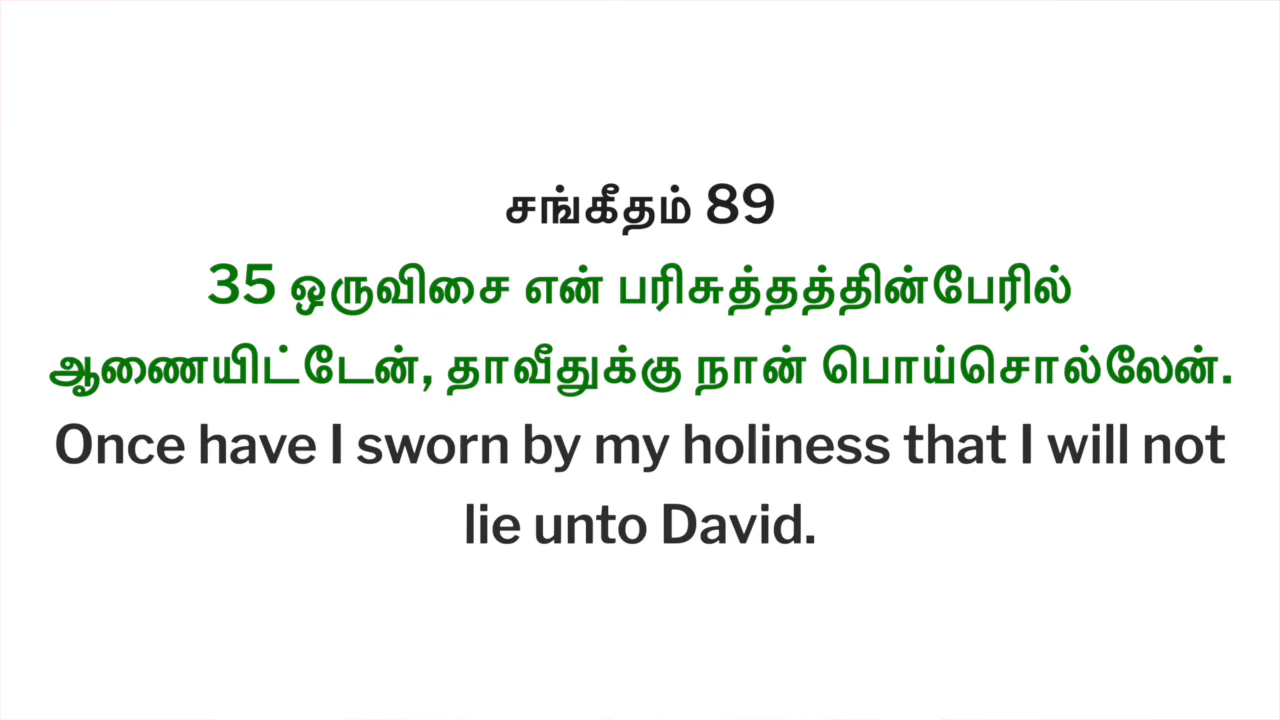 சங்கீதம் 89
35 ஒருவிசை என் பரிசுத்தத்தின்பேரில்
ஆணையிட்டேன், தாவீதுக்கு நான் பொய்சொல்லேன்.
Once have I sworn by my holiness that I will not
lie unto David.